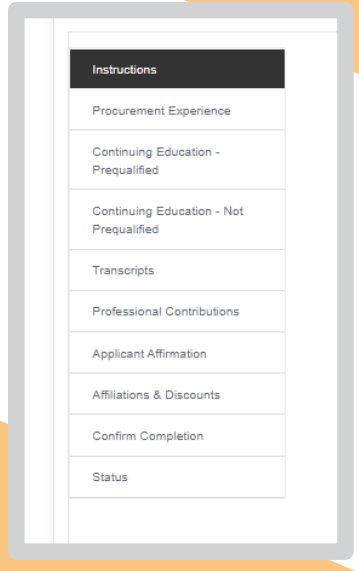 Instructions
Procurement Experience
Continuing Education -
Prequalified
Continuing Education - Not
Prequalified
Transcripts
Professional Contributions
Applicant Affirmation
Affiliations & Discounts
Confirm Completion
Status